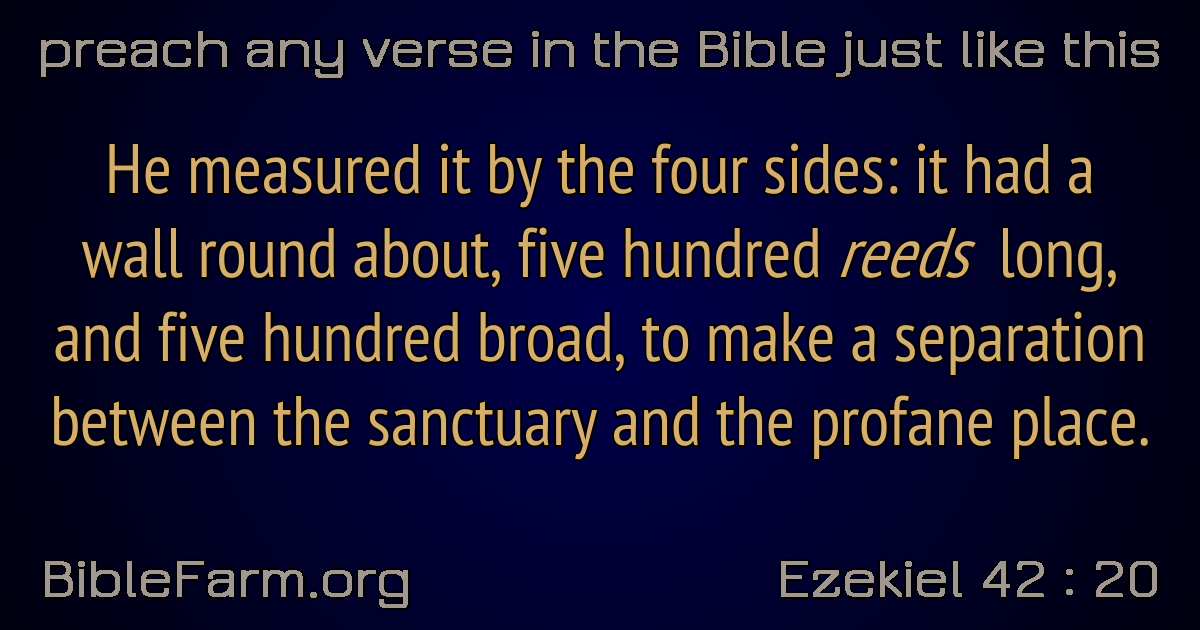 preach any verse in the Bible just like this
He measured it by the four sides: it had a
wall round about, five hundred reeds long,
and five hundred broad, to make a separation
between the sanctuary and the profane place.
BibleFarm.org
Ezekiel 42 : 20